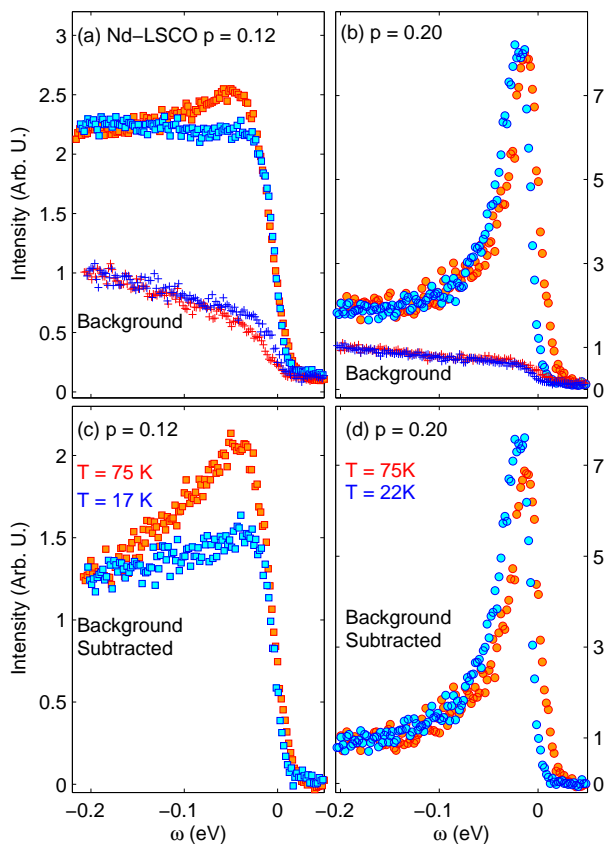 (a) Nd−LSCO p = 0.12
(b) p = 0.20
3
2.5
2
1.5
1
0.5
0
Intensity (Arb. U.)
Background
7
5
3
1
Background
(c) p = 0.12
T = 75 K
T = 17 K
Background
Subtracted
2
1.5
1
0.5
0
Intensity (Arb. U.)
−0.2
−0.1
0
ω (eV)
(d) p = 0.20
T = 75K
T = 22K
Background
Subtracted
7
5
3
1
−0.2
−0.1
0
ω (eV)